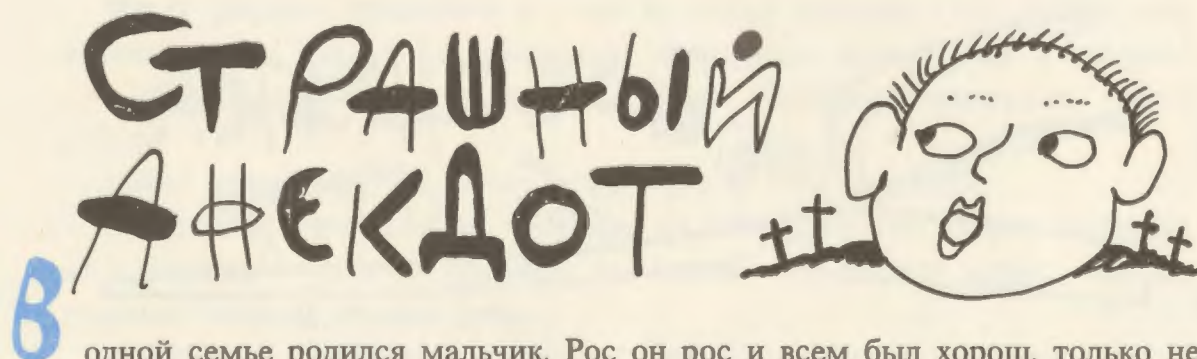 СТРАШНЫЙ
АНЕКДОТ
В одной семье родился мальчик. Рос он рос и всем был хорош, только не